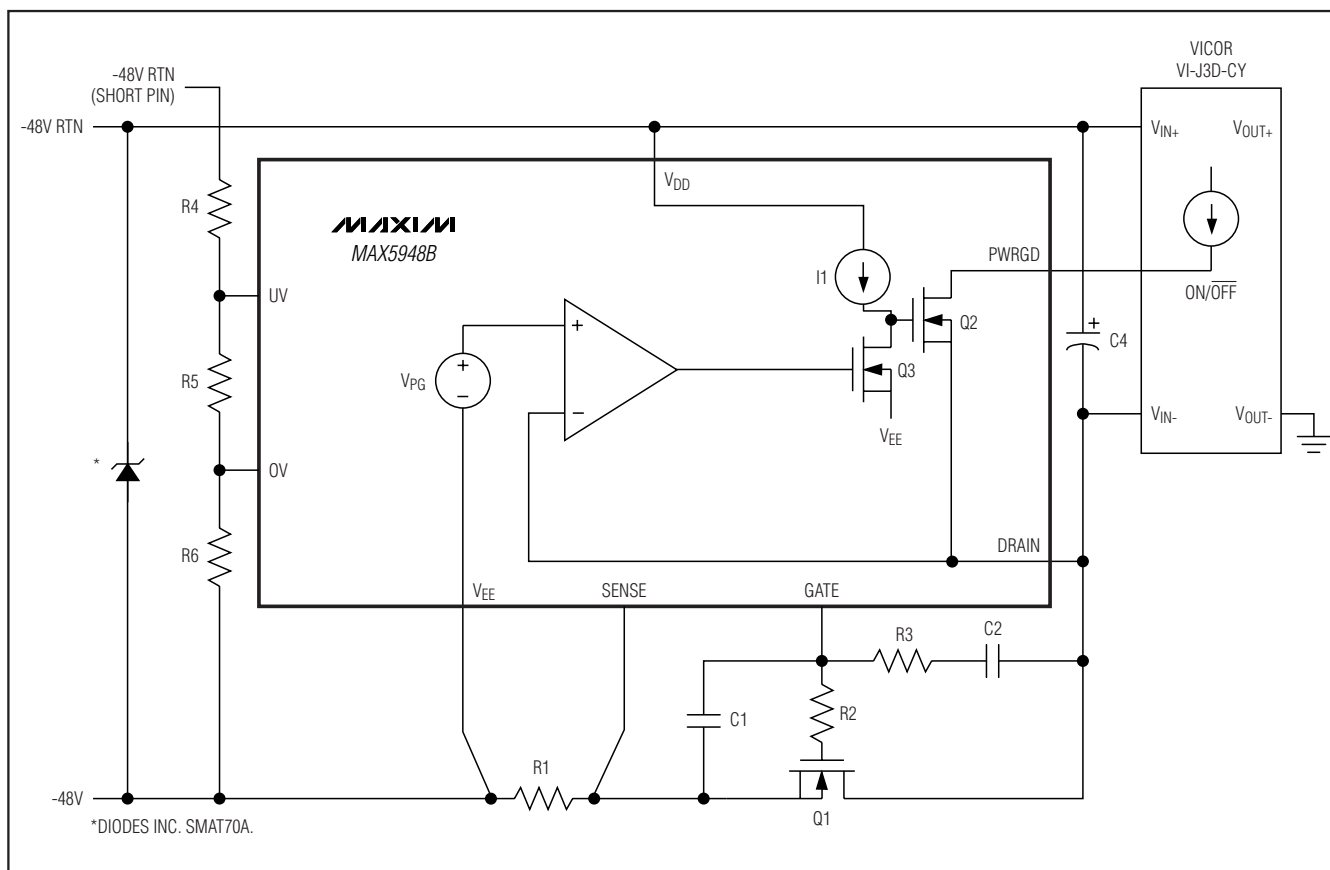 VICOR
VI-J3D-CY
-48V RTN
(SHORT PIN)
-48V RTN
VIN+
VOUT+
VDD
R4
MAXIM
MAX5948B
PWRGD
I1
ON/OFF
UV
+
Q2
+
C4
R5
VPG
+
−
Q3
−
VEE
VIN-
VOUT-
*
OV
R6
DRAIN
VEE
SENSE
GATE
R3
C2
C1
R2
R1
-48V
Q1
*DIODES INC. SMAT70A.